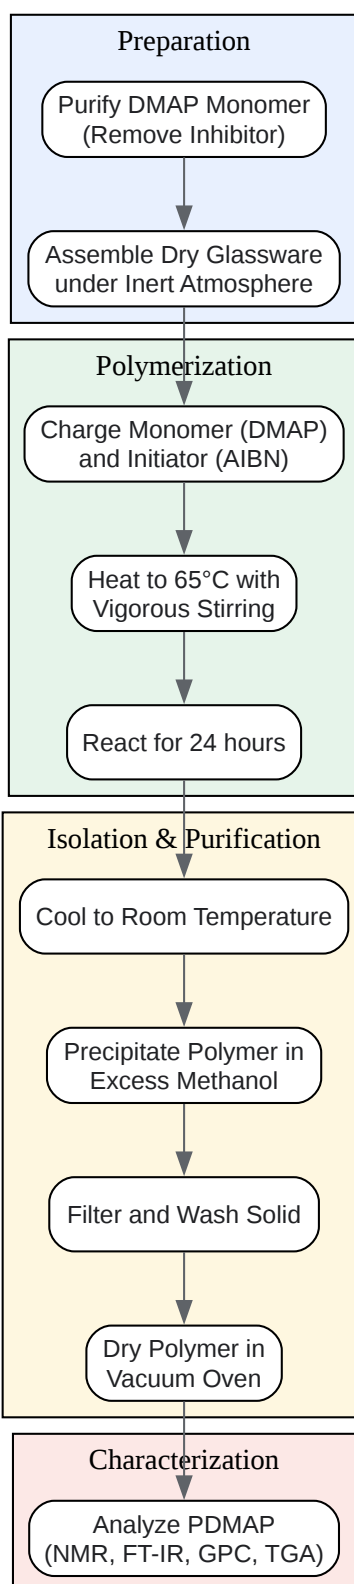 Preparation
Purify DMAP Monomer
(Remove Inhibitor)
Assemble Dry Glassware
under Inert Atmosphere
Polymerization
Charge Monomer (DMAP)
and Initiator (AIBN)
Heat to 65°C with
Vigorous Stirring
React for 24 hours
Isolation & Purification
Cool to Room Temperature
Precipitate Polymer in
Excess Methanol
Filter and Wash Solid
Dry Polymer in
Vacuum Oven
Characterization
Analyze PDMAP
(NMR, FT-IR, GPC, TGA)